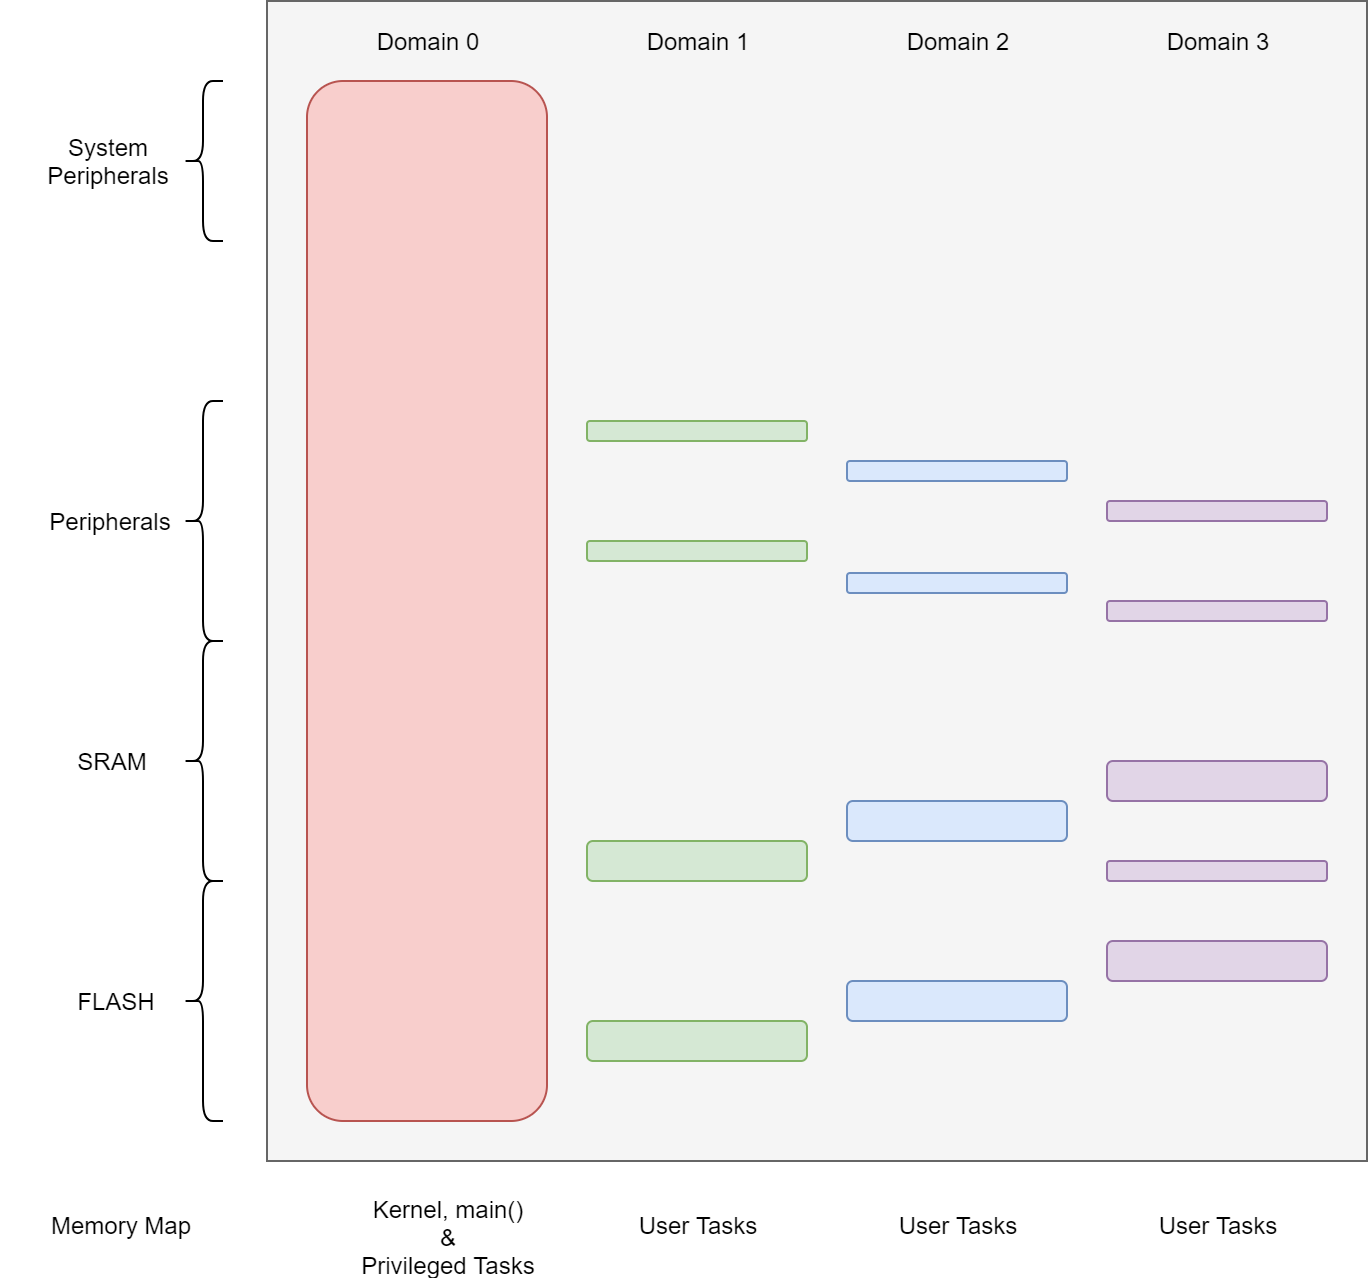 Domain 0
Domain 1
Domain 2
Domain 3
System
Peripherals
Peripherals
SRAM
FLASH
Memory Map
Kernel, main()
&
Privileged Tasks
User Tasks
User Tasks
User Tasks